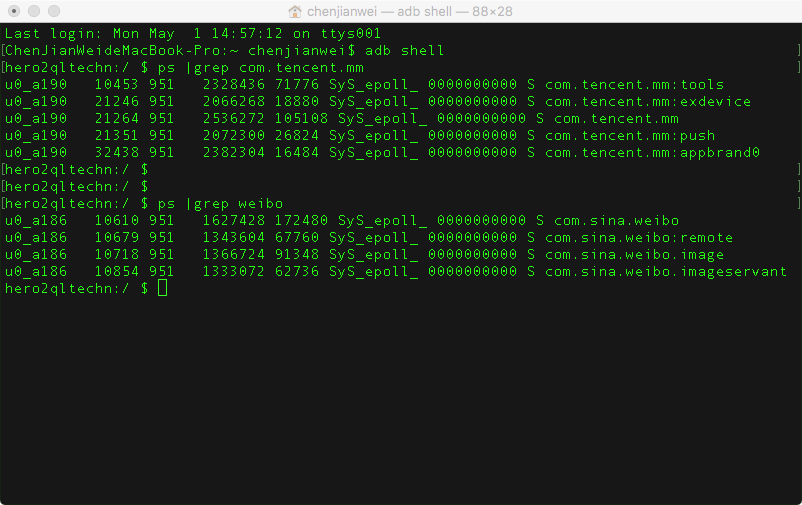 chenjianwei — adb shell — 88×28
Last login: Mon May  1 14:57:12 on ttys001
[ChenJianWeideMacBook-Pro:~ chenjianwei$ adb shell ]
[hero2qltechn:/ $ ps |grep com.tencent.mm ]
u0_a190   10453 951   2328436 71776 SyS_epoll_ 0000000000 S com.tencent.mm:tools
u0_a190   21246 951   2066268 18880 SyS_epoll_ 0000000000 S com.tencent.mm:exdevice
u0_a190   21264 951   2536272 105108 SyS_epoll_ 0000000000 S com.tencent.mm
u0_a190   21351 951   2072300 26824 SyS_epoll_ 0000000000 S com.tencent.mm:push
u0_a190   32438 951   2382304 16484 SyS_epoll_ 0000000000 S com.tencent.mm:appbrand0
[hero2qltechn:/ $ ]
[hero2qltechn:/ $ ]
[hero2qltechn:/ $ ps |grep weibo ]
u0_a186   10610 951   1627428 172480 SyS_epoll_ 0000000000 S com.sina.weibo
u0_a186   10679 951   1343604 67760 SyS_epoll_ 0000000000 S com.sina.weibo:remote
u0_a186   10718 951   1366724 91348 SyS_epoll_ 0000000000 S com.sina.weibo.image
u0_a186   10854 951   1333072 62736 SyS_epoll_ 0000000000 S com.sina.weibo.imageservant
hero2qltechn:/ $